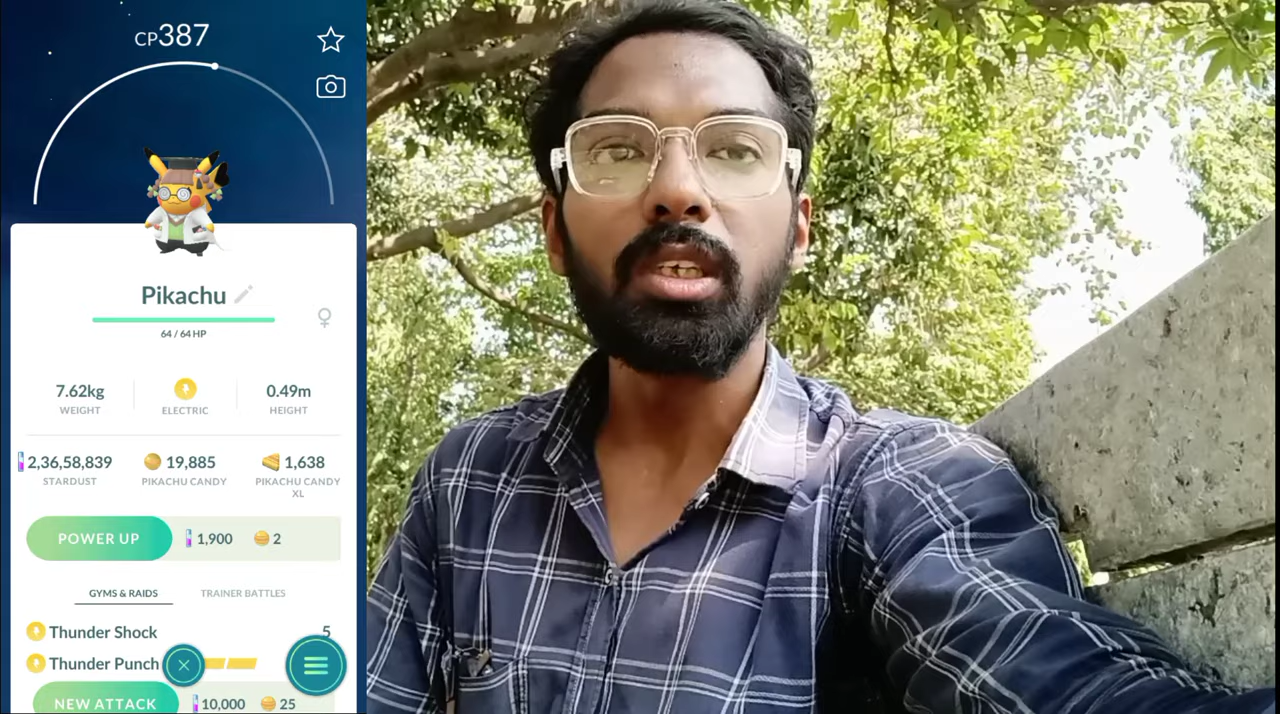 CP387
Pikachu
64 / 64 HP
7.62kg
WEIGHT
ELECTRIC
0.49m
HEIGHT
2,36,58,839
STARDUST
19,885
PIKACHU CANDY
1,638
PIKACHU CANDY
XL
POWER UP
1,900
2
GYMS & RAIDS
TRAINER BATTLES
Thunder Shock
5
Thunder Punch
NEW ATTACK
10,000
25